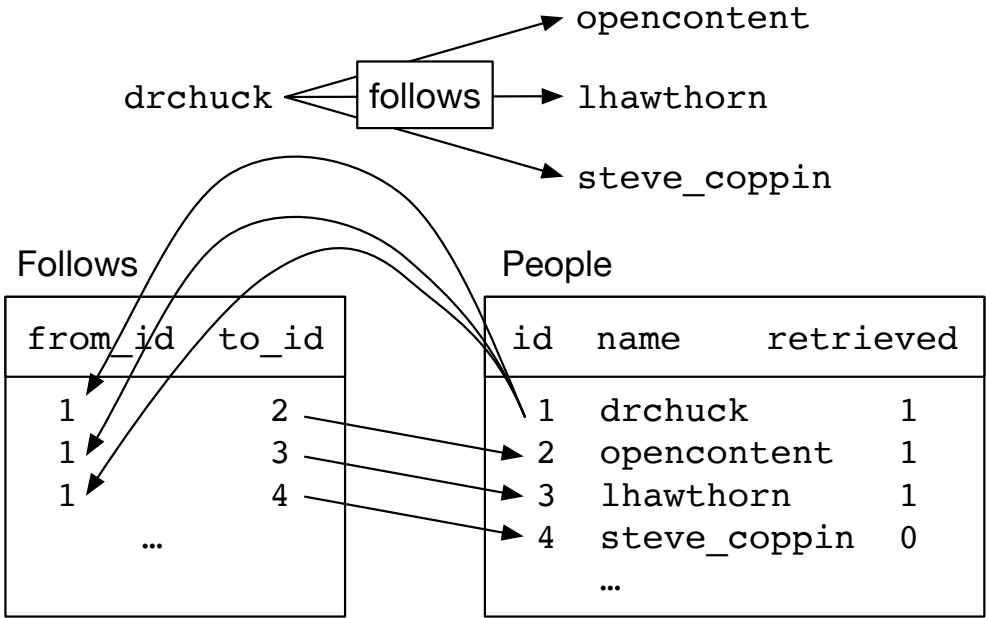 opencontent
drchuck follows lhawthorn
steve_coppin
Follows
from_id to_id
1 2
1 3
1 4
…
People
id name retrieved
1 drchuck 1
2 opencontent 1
3 lhawthorn 1
4 steve_coppin 0
…